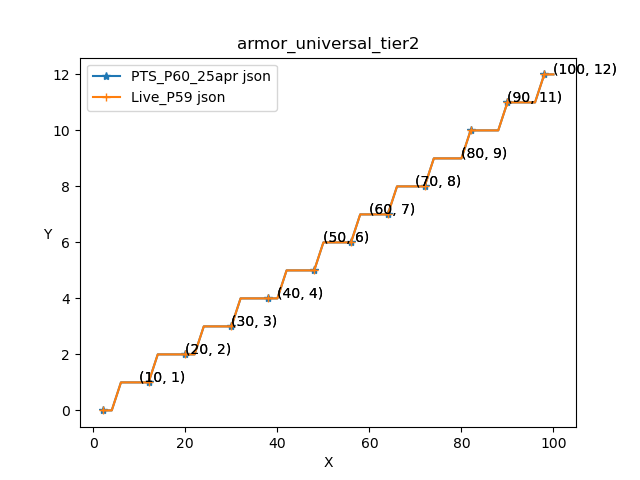 armor_universal_tier2
PTS_P60_25apr json
Live_P59 json
12
10
8
6
4
2
0
Y
(100, 12)
(90, 11)
(80, 9)
(70, 8)
(60, 7)
(50, 6)
(40, 4)
(30, 3)
(20, 2)
(10, 1)
0 20 40 60 80 100
X